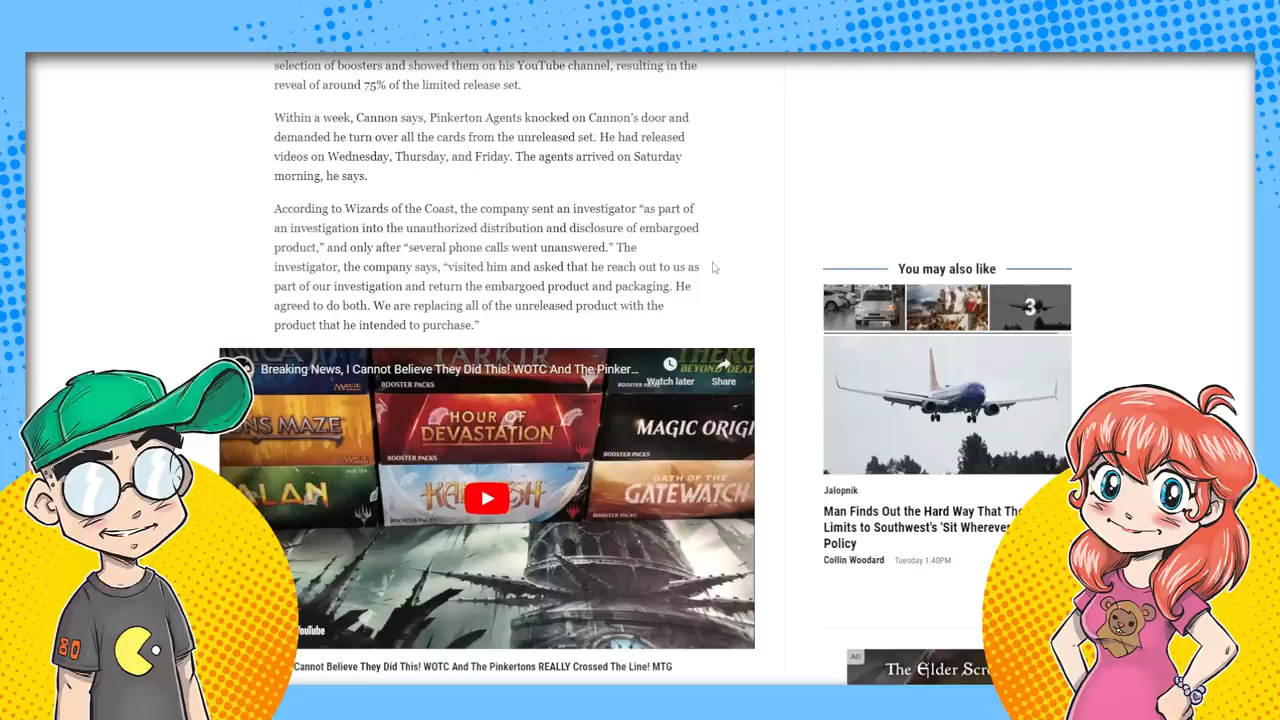 selection of boosters and showed them on his YouTube channel, resulting in the
reveal of around 75% of the limited release set.
Within a week, Cannon says, Pinkerton Agents knocked on Cannon’s door and
demanded he turn over all the cards from the unreleased set. He had released
videos on Wednesday, Thursday, and Friday. The agents arrived on Saturday
morning, he says.
According to Wizards of the Coast, the company sent an investigator “as part of
an investigation into the unauthorized distribution and disclosure of embargoed
product,” and only after “several phone calls went unanswered.” The
investigator, the company says, “visited him and asked that he reach out to us as
part of our investigation and return the embargoed product and packaging. He
agreed to do both. We are replacing all of the unreleased product with the
product that he intended to purchase.”
Breaking News, I Cannot Believe They Did This! WOTC And The Pinker...
Watch later
Share
TARKIR
BOOSTER PACKS
THER
BEYOND DEAT
NS MAZE
MAGIC
HOUR OF
DEVASTATION
BOOSTER PACKS
MAGIC ORIGI
BOOSTER PACKS
ALAN
KAL SH
BOOSTER PACKS
OATH OF THE
GATEWATCH
BOOSTER PACKS
ouTube
Cannot Believe They Did This! WOTC And The Pinkertons REALLY Crossed The Line! MTG
You may also like
3
Jalopnik
Man Finds Out the Hard Way That The
Limits to Southwest's 'Sit Wherever
Policy
Collin Woodard Tuesday 1:40PM
AD
The Elder Scr
80